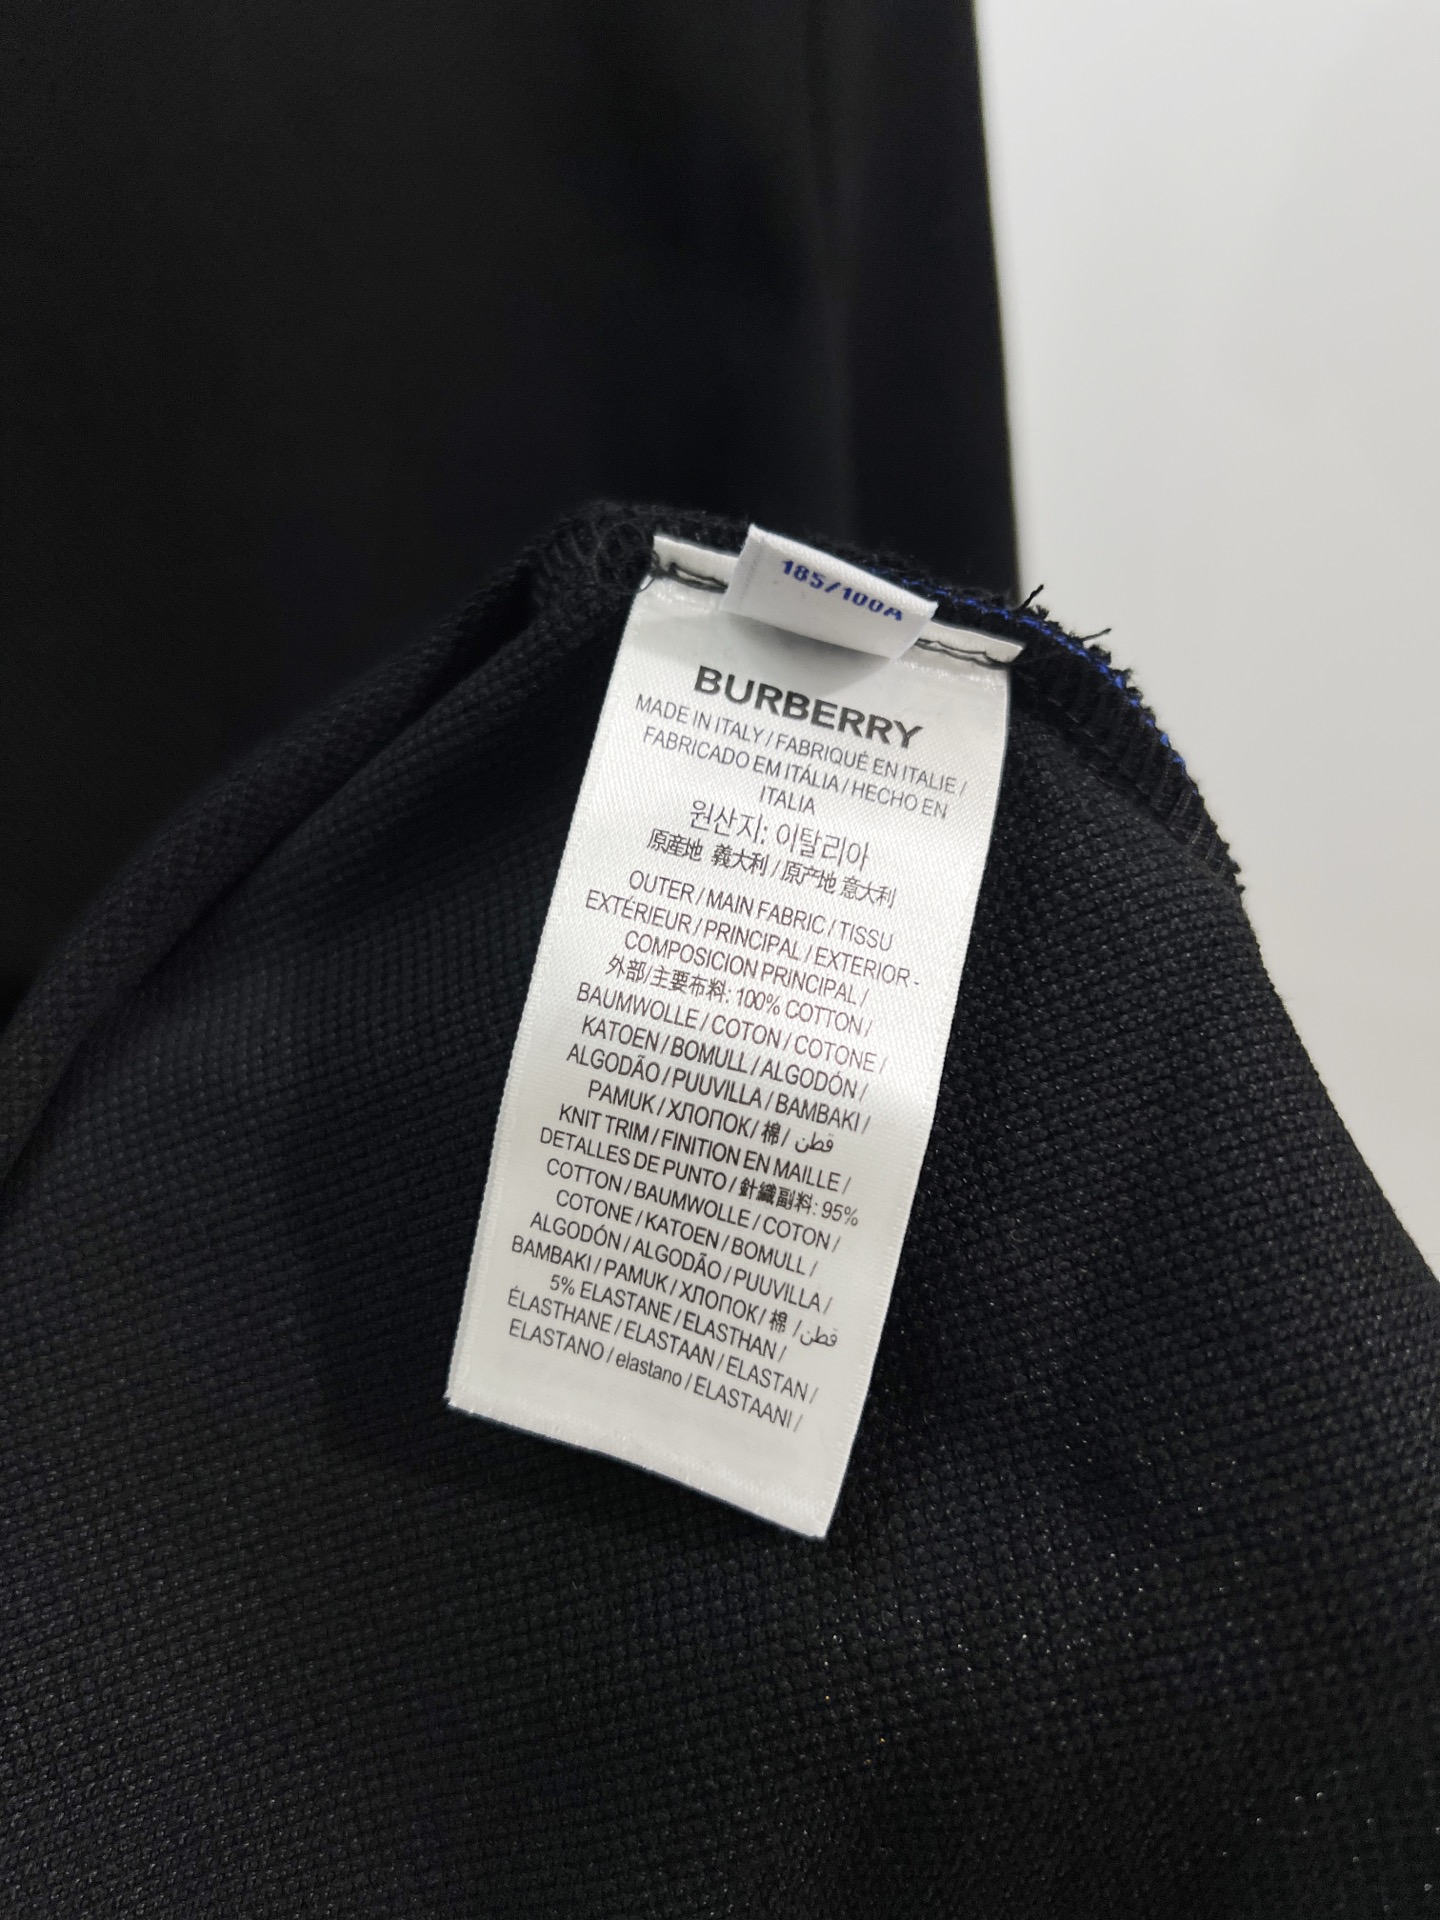 185/100A
BURBERRY
MADE IN ITALY / FABRIQUÉ EN ITALIE /
FABRICADO EM ITÁLIA / HECHO EN
ITALIA
원산지: 이탈리아
原産地 義大利 / 原产地 意大利
OUTER / MAIN FABRIC / TISSU
EXTÉRIEUR / PRINCIPAL / EXTERIOR -
COMPOSICION PRINCIPAL /
外部/主要布料: 100% COTTON /
BAUMWOLLE / COTON / COTONE /
KATOEN / BOMULL / ALGODÓN /
ALGODÃO / PUUVILLA / BAMBAKI /
PAMUK / ХЛОПОК / 棉 / قطن
KNIT TRIM / FINITION EN MAILLE /
DETALLES DE PUNTO / 針織副料: 95%
COTTON / BAUMWOLLE / COTON /
COTONE / KATOEN / BOMULL /
ALGODÓN / ALGODÃO / PUUVILLA /
BAMBAKI / PAMUK / ХЛОПОК / 棉 / قطن
5% ELASTANE / ELASTHAN /
ÉLASTHANE / ELASTAAN / ELASTAN /
ELASTANO / elastano / ELASTAANI /